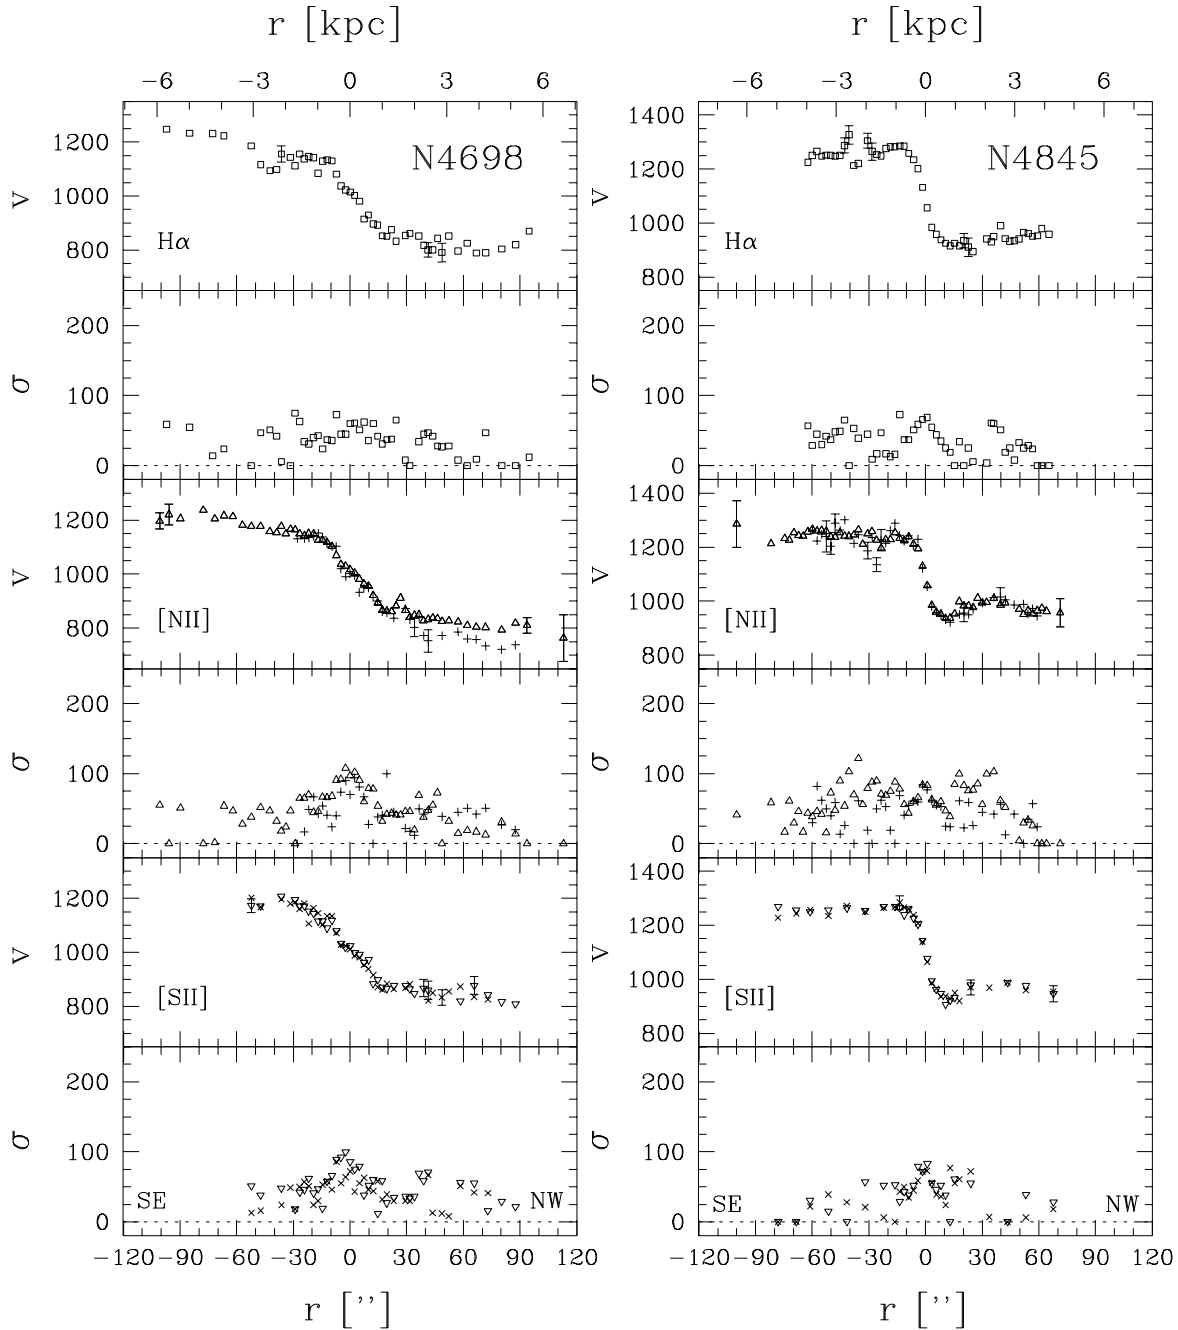 r [kpc] r [kpc]
−6 −3 0 3 6 −6 −3 0 3 6
1200 1400
N4698 N4845
1000 1200
v v
1000
Hα Hα
800 800
200 200
σ σ
100 100
0 0
1200 1400
1200
v v
1000 1000
[NII] [NII]
800 800
200 200
σ σ
100 100
0 0
1200 1400
1200
v v
1000 1000
[SII] [SII]
800 800
200 200
σ σ
100 100
SE NW SE NW
0 0
−120 −90 −60 −30 0 30 60 90 120 −120 −90 −60 −30 0 30 60 90 120
r [’’] r [’’]